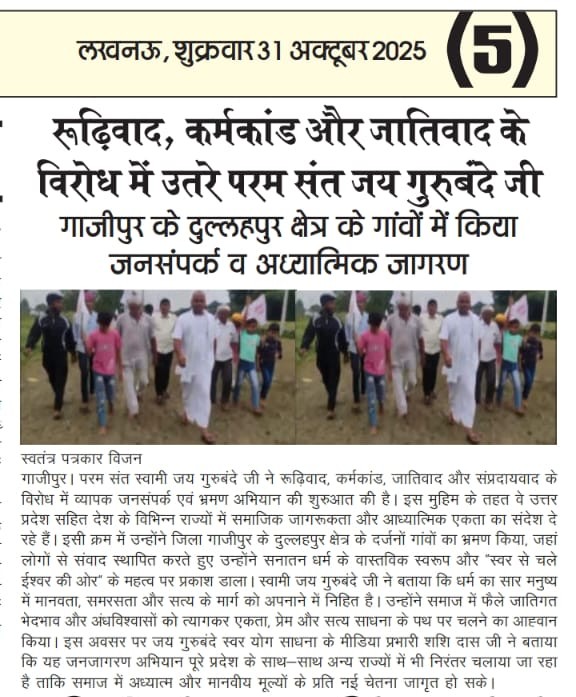 लखनऊ, शुक्रवार 31 अक्टूबर 2025 (5)
रूढ़िवाद, कर्मकांड और जातिवाद के
विरोध में उतरे परम संत जय गुरुबंदे जी
गाजीपुर के दुल्लहपुर क्षेत्र के गांवों में किया
जनसंपर्क व अध्यात्मिक जागरण
स्वतंत्र पत्रकार विजन
गाजीपुर। परम संत स्वामी जय गुरुबंदे जी ने रूढ़िवाद, कर्मकांड, जातिवाद और संप्रदायवाद के
विरोध में व्यापक जनसंपर्क एवं भ्रमण अभियान की शुरुआत की है। इस मुहिम के तहत वे उत्तर
प्रदेश सहित देश के विभिन्न राज्यों में समाजिक जागरूकता और आध्यात्मिक एकता का संदेश दे
रहे हैं। इसी क्रम में उन्होंने जिला गाजीपुर के दुल्लहपुर क्षेत्र के दर्जनों गांवों का भ्रमण किया, जहां
लोगों से संवाद स्थापित करते हुए उन्होंने सनातन धर्म के वास्तविक स्वरूप और "स्वर से चले
ईश्वर की ओर" के महत्व पर प्रकाश डाला। स्वामी जय गुरुबंदे जी ने बताया कि धर्म का सार मनुष्य
में मानवता, समरसता और सत्य के मार्ग को अपनाने में निहित है। उन्होंने समाज में फैले जातिगत
भेदभाव और अंधविश्वासों को त्यागकर एकता, प्रेम और सत्य साधना के पथ पर चलने का आहवान
किया। इस अवसर पर जय गुरुबंदे स्वर योग साधना के मीडिया प्रभारी शशि दास जी ने बताया
कि यह जनजागरण अभियान पूरे प्रदेश के साथ–साथ अन्य राज्यों में भी निरंतर चलाया जा रहा
है ताकि समाज में अध्यात्म और मानवीय मूल्यों के प्रति नई चेतना जागृत हो सके।